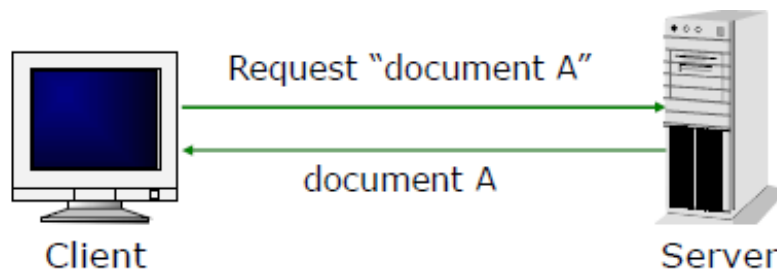 Request “document A”
document A
Client
Server